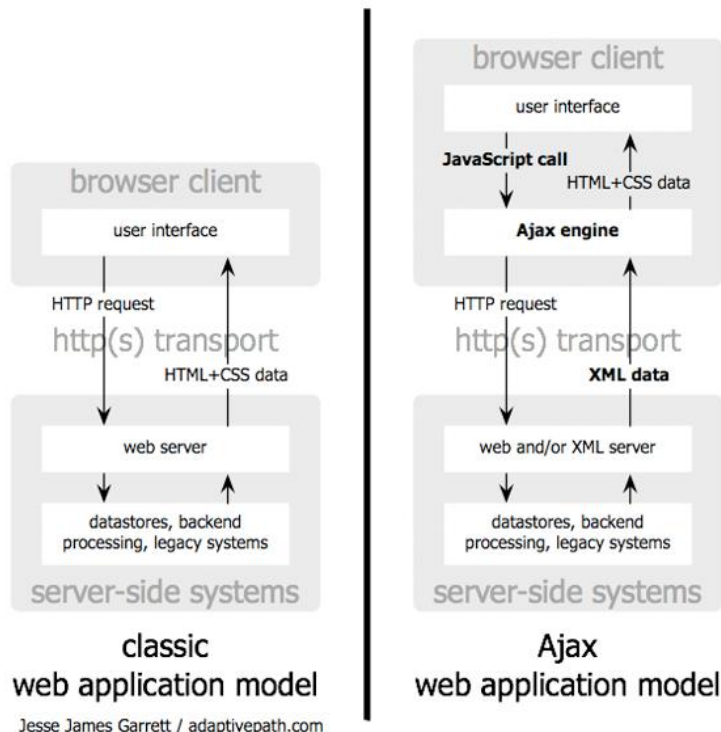 browser client
user interface
HTTP request
http(s) transport
HTML+CSS data
web server
datastores, backend
processing, legacy systems
server-side systems
classic
web application model
Jesse James Garrett / adaptivepath.com
browser client
user interface
JavaScript call
HTML+CSS data
Ajax engine
HTTP request
http(s) transport
XML data
web and/or XML server
datastores, backend
processing, legacy systems
server-side systems
Ajax
web application model